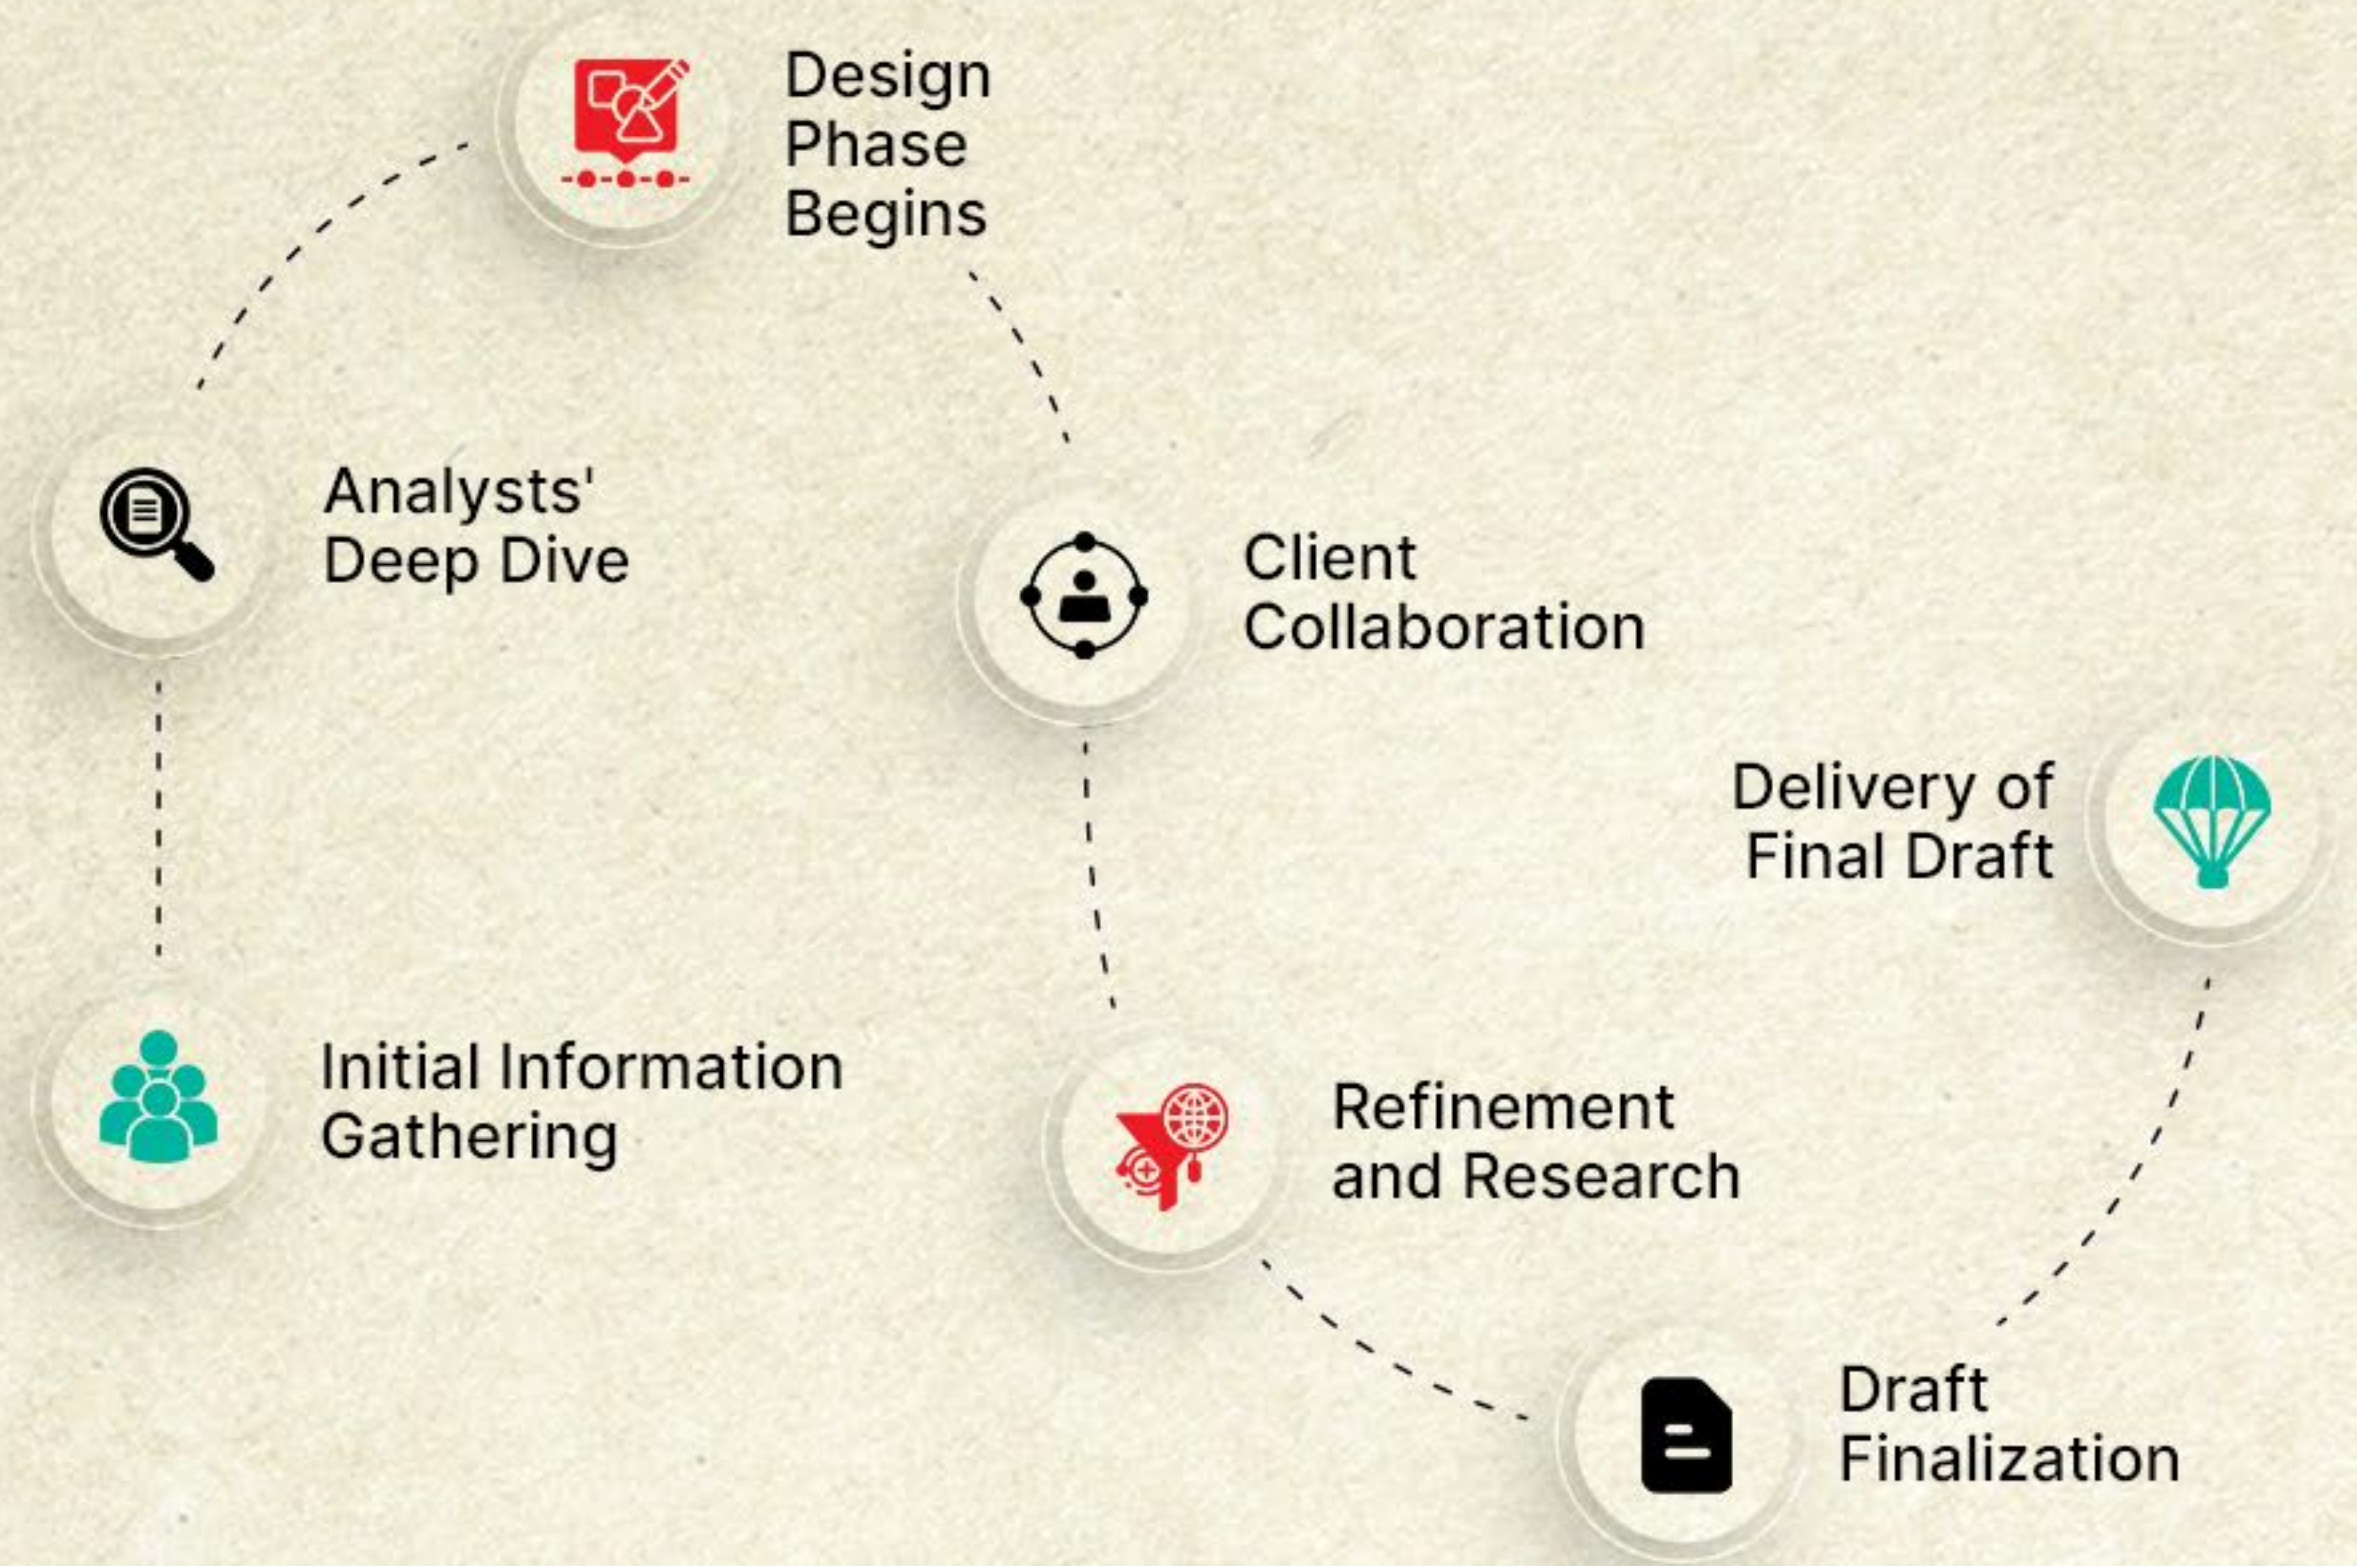 Design
Phase
Begins
Analysts'
Deep Dive
Client
Collaboration
Delivery of
Final Draft
Initial Information
Gathering
Refinement
and Research
Draft
Finalization